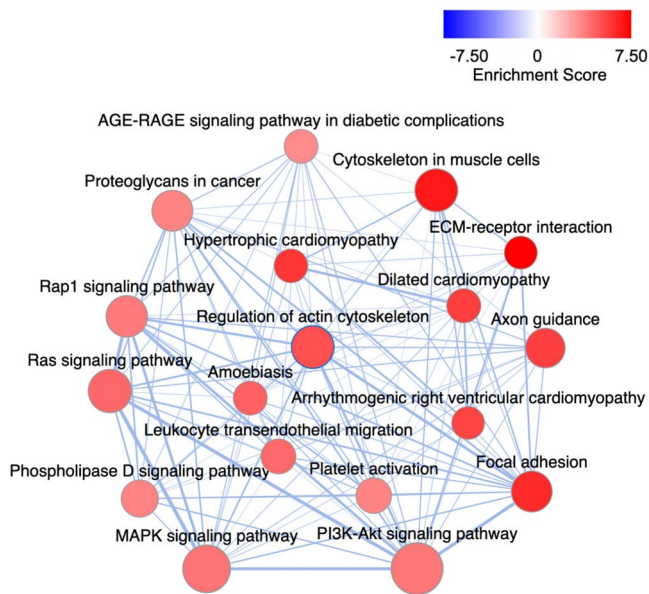 -7.50 0 7.50
Enrichment Score
AGE-RAGE signaling pathway in diabetic complications
Cytoskeleton in muscle cells
Proteoglycans in cancer
ECM-receptor interaction
Hypertrophic cardiomyopathy
Dilated cardiomyopathy
Rap1 signaling pathway
Regulation of actin cytoskeleton
Axon guidance
Ras signaling pathway
Amoebiasis
Arrhythmogenic right ventricular cardiomyopathy
Leukocyte transendothelial migration
Focal adhesion
Phospholipase D signaling pathway
Platelet activation
MAPK signaling pathway
PI3K-Akt signaling pathway